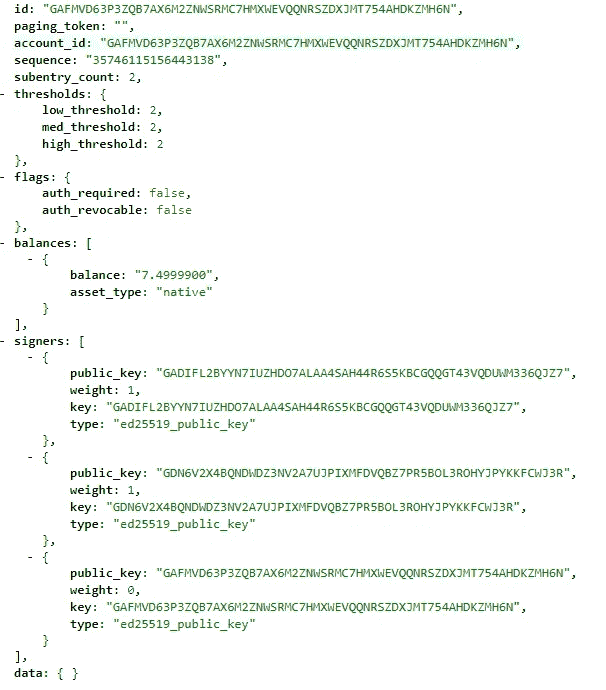 id: "GAFMVD63P3ZQB7AX6M2ZNWSRMC7HMXWEVQQNRSZDXJMT754AHDKZMH6N",
paging_token: "",
account_id: "GAFMVD63P3ZQB7AX6M2ZNWSRMC7HMXWEVQQNRSZDXJMT754AHDKZMH6N",
sequence: "35746115156443138",
subentry_count: 2,
- thresholds: {
low_threshold: 2,
med_threshold: 2,
high_threshold: 2
},
- flags: {
auth_required: false,
auth_revocable: false
},
- balances: [
- {
balance: "7.4999900",
asset_type: "native"
}
],
- signers: [
- {
public_key: "GADIFL2BYYN7IUZHDO7ALAA4SAH44R6S5KBCGQQGT43VQDUWM336QJZ7",
weight: 1,
key: "GADIFL2BYYN7IUZHDO7ALAA4SAH44R6S5KBCGQQGT43VQDUWM336QJZ7",
type: "ed25519_public_key"
},
- {
public_key: "GDN6V2X4BQNDWDZ3NV2A7UJPIXMFDVQBZ7PR5BOL3ROHYJPYKKFCWJ3R",
weight: 1,
key: "GDN6V2X4BQNDWDZ3NV2A7UJPIXMFDVQBZ7PR5BOL3ROHYJPYKKFCWJ3R",
type: "ed25519_public_key"
},
- {
public_key: "GAFMVD63P3ZQB7AX6M2ZNWSRMC7HMXWEVQQNRSZDXJMT754AHDKZMH6N",
weight: 0,
key: "GAFMVD63P3ZQB7AX6M2ZNWSRMC7HMXWEVQQNRSZDXJMT754AHDKZMH6N",
type: "ed25519_public_key"
}
],
data: { }